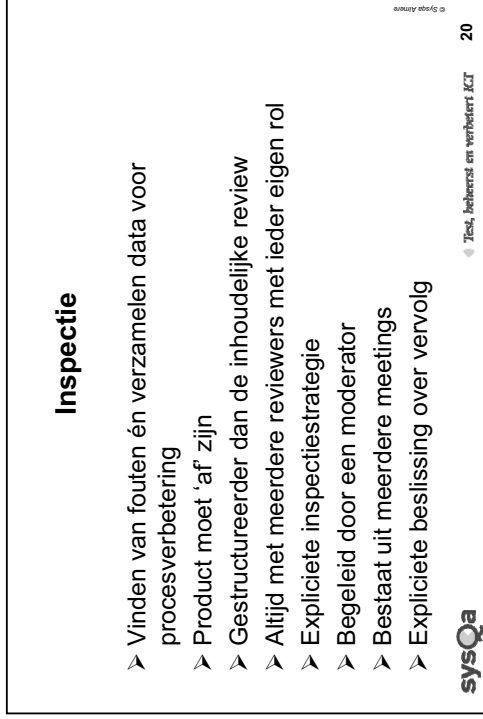 Inspectie
➢ Vinden van fouten én verzamelen data voor
procesverbetering
➢ Product moet ‘af’ zijn
➢ Gestructureerder dan de inhoudelijke review
➢ Altijd met meerdere reviewers met ieder eigen rol
➢ Expliciete inspectiestrategie
➢ Begeleid door een moderator
➢ Bestaat uit meerdere meetings
➢ Expliciete beslissing over vervolg
sysQa
Test, beheerst en verbetert ICT
20
© Sysqa Almere